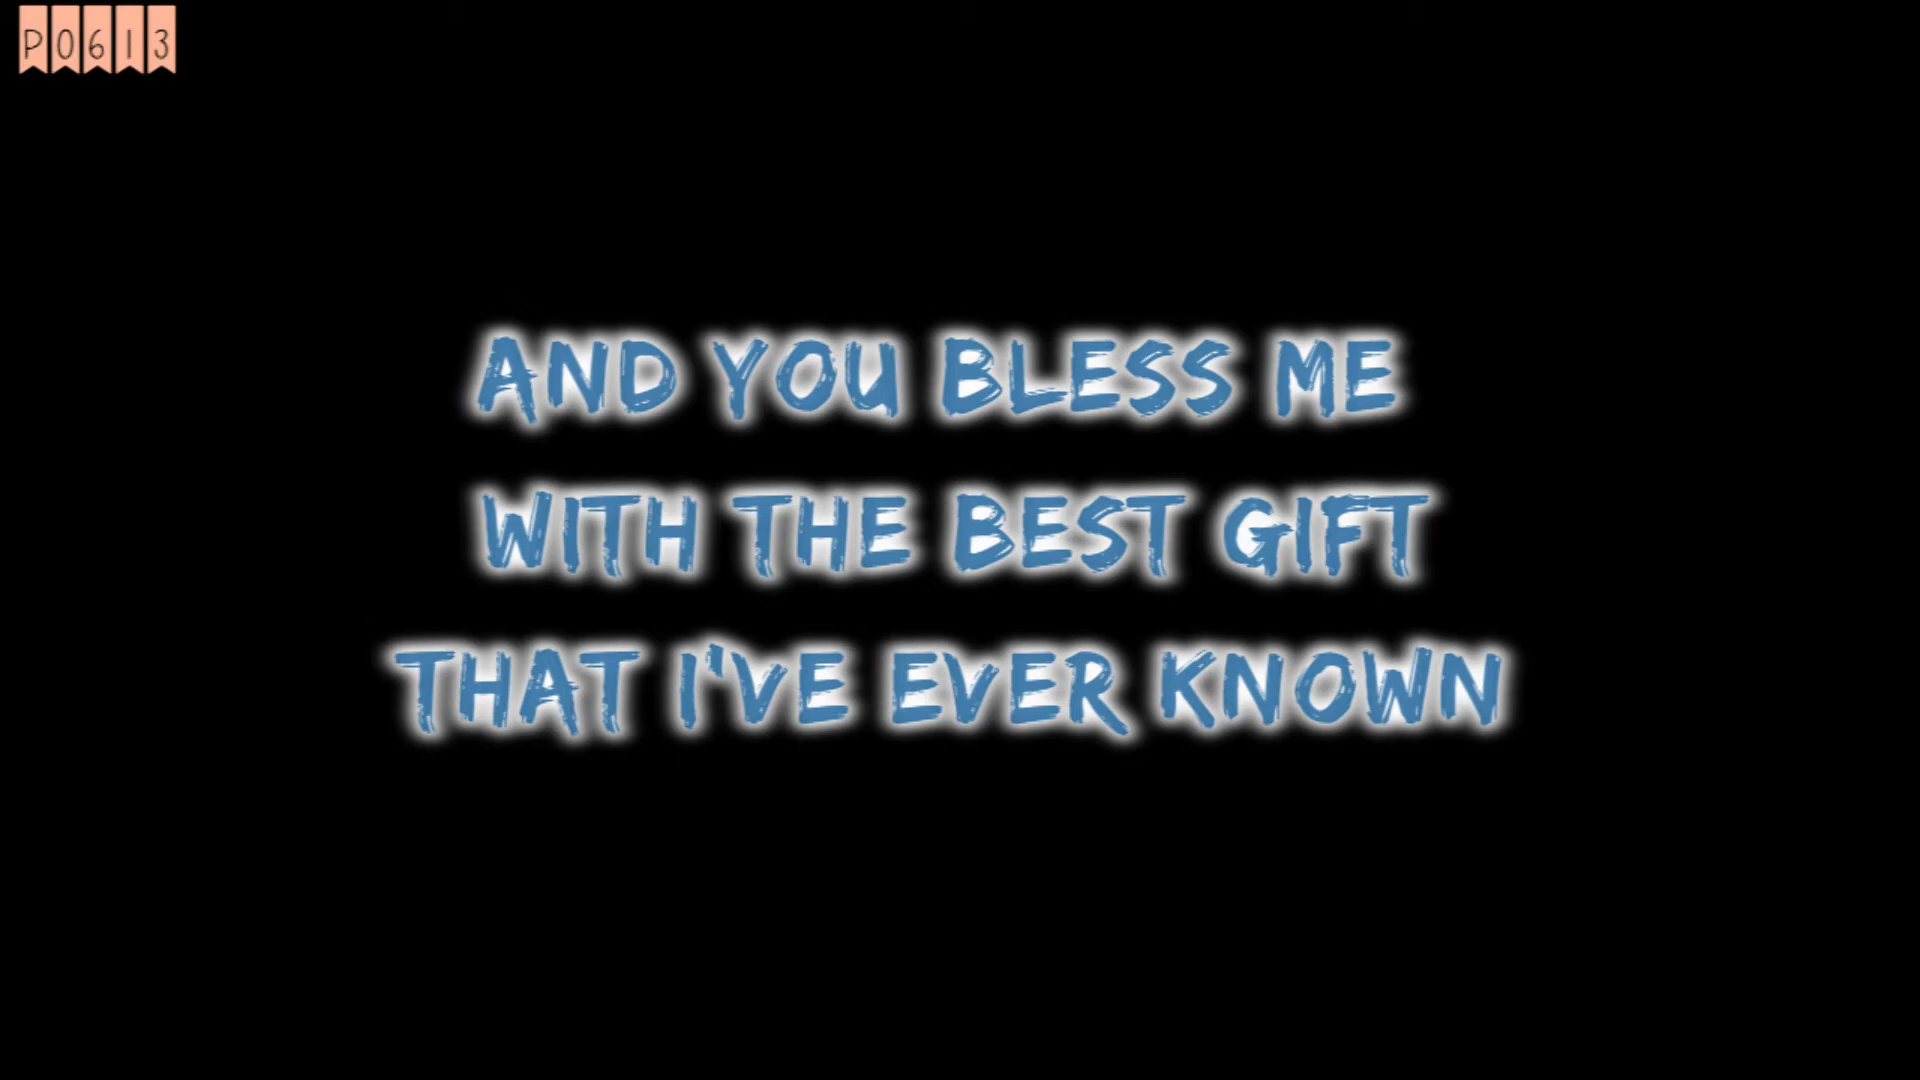 P0613
AND YOU BLESS ME
WITH THE BEST GIFT
THAT I'VE EVER KNOWN